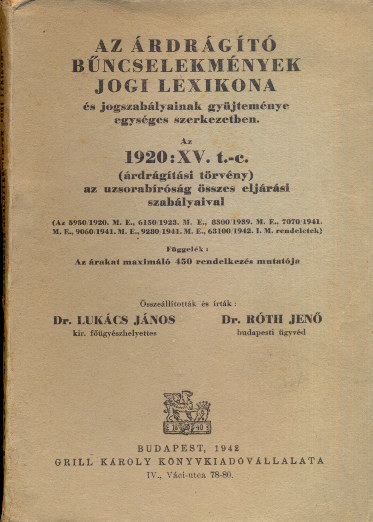 AZ ÁRDRÁGÍTÓ
BŰNCSELEKMÉNYEK
JOGI LEXIKONA
és jogszabályainak gyűjteménye
egységes szerkezetben.
Az
1920:XV. t.-c.
(árdrágítási törvény)
az uzsorabíróság összes eljárási
szabályaival
(Az 5950/1920. M. E., 6150/1923. M. E., 8800/1939. M. E., 7070/1941.
M. E., 9060/1941. M. E., 9280/1941. M. E., 65100/1942. I. M. rendeletek)
Függelék:
Az árakat maximáló 450 rendelkezés mutatója
Összeállították és írták:
Dr. LUKÁCS JÁNOS
kir. főügyészhelyettes
Dr. RÓTH JENŐ
budapesti ügyvéd
BUDAPEST, 1942
GRILL KÁROLY KÖNYVKIADÓVÁLLALATA
IV., Váci-utca 78-80.